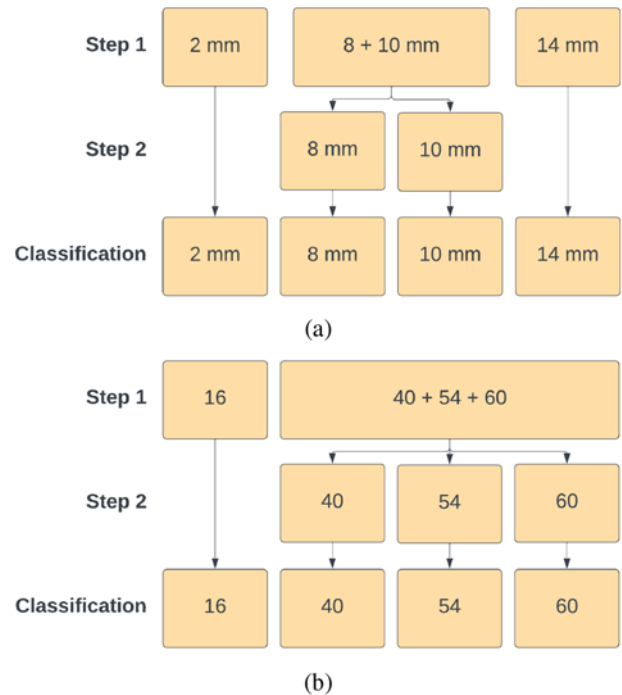 Step 1 2 mm 8 + 10 mm 14 mm
Step 2 8 mm 10 mm
Classification 2 mm 8 mm 10 mm 14 mm
(a)
Step 1 16 40 + 54 + 60
Step 2 40 54 60
Classification 16 40 54 60
(b)